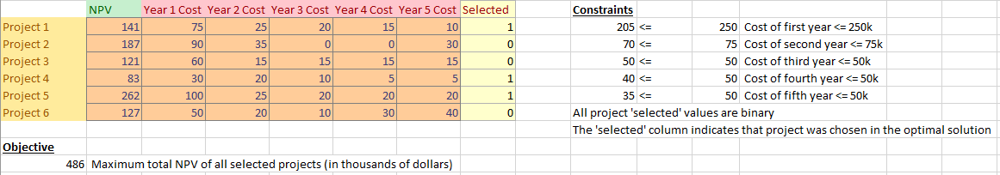 NPV Year 1 Cost Year 2 Cost Year 3 Cost Year 4 Cost Year 5 Cost Selected Constraints
Project 1 141 75 25 20 15 10 1 205 <= 250 Cost of first year <= 250k
Project 2 187 90 35 0 0 30 0 70 <= 75 Cost of second year <= 75k
Project 3 121 60 15 15 15 15 0 50 <= 50 Cost of third year <= 50k
Project 4 83 30 20 10 5 5 1 40 <= 50 Cost of fourth year <= 50k
Project 5 262 100 25 20 20 20 1 35 <= 50 Cost of fifth year <= 50k
Project 6 127 50 20 10 30 40 0 All project 'selected' values are binary
The 'selected' column indicates that project was chosen in the optimal solution
Objective
486 Maximum total NPV of all selected projects (in thousands of dollars)